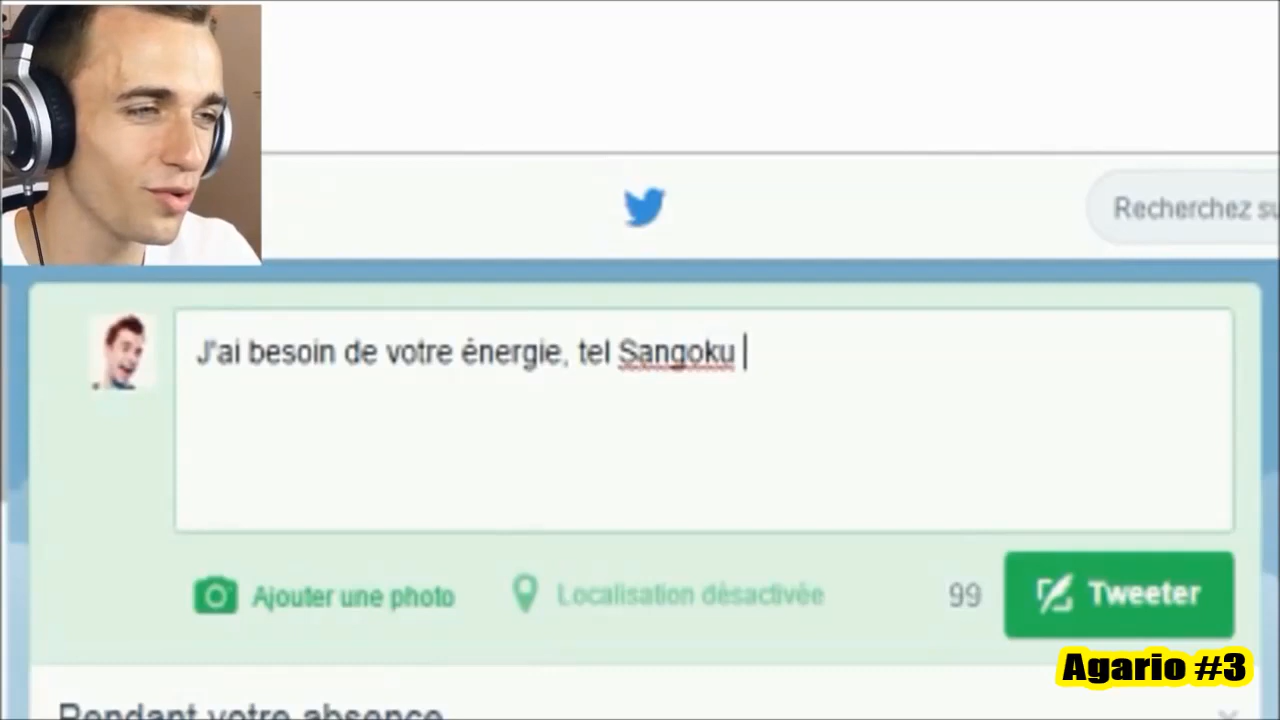 Recherchez su
J'ai besoin de votre énergie, tel Sangoku
Ajouter une photo
Localisation désactivée
99
Tweeter
Agario #3
Pendant votre absence